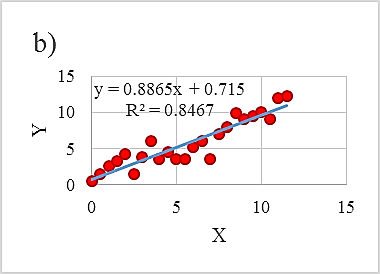 b)
y = 0.8865x + 0.715
R² = 0.8467
15
10
5
0
Y
0 5 10 15
X